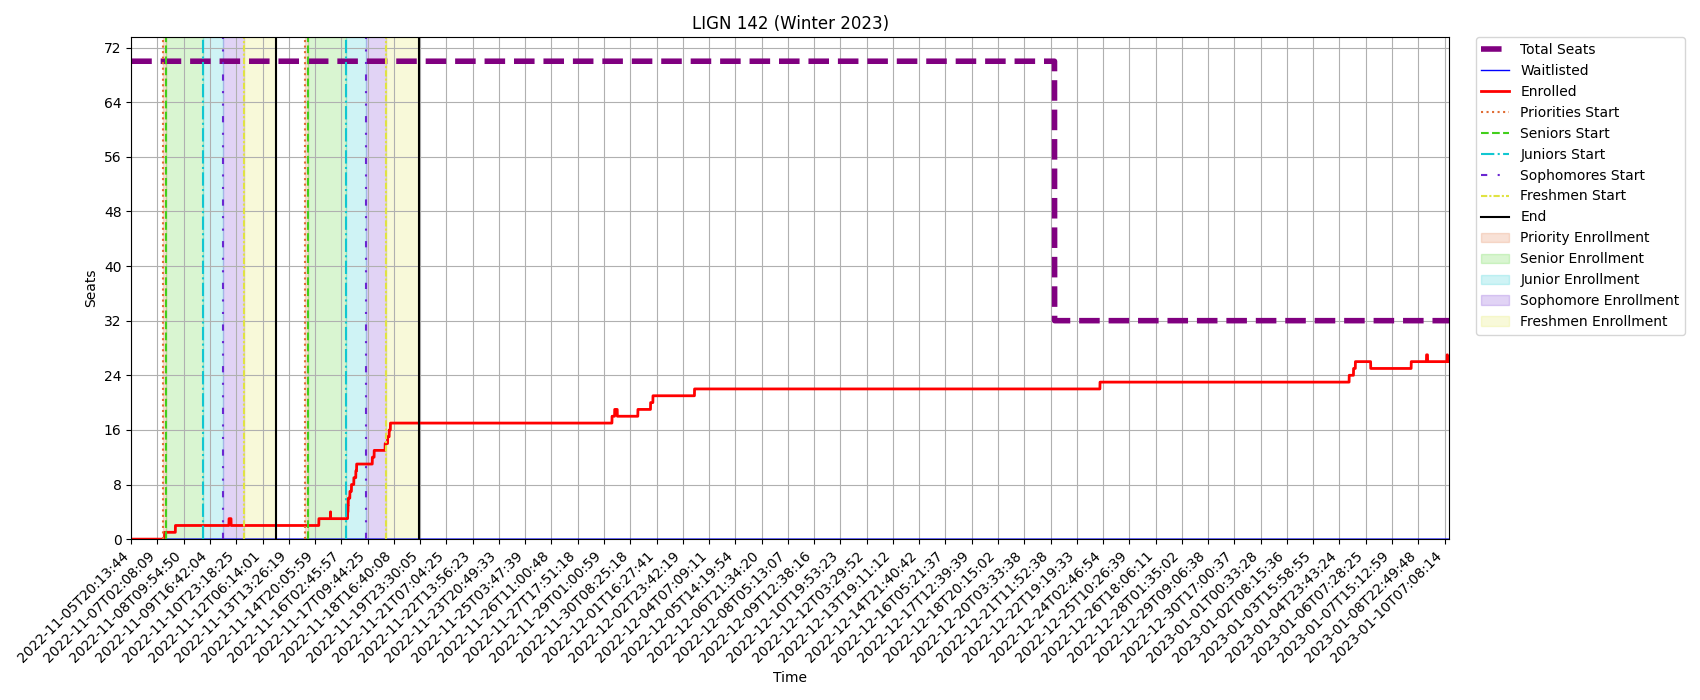 LIGN 142 (Winter 2023)
72
64
56
48
40
32
24
16
8
0
Seats
2022-11-05T20:13:44
2022-11-07T02:08:09
2022-11-08T09:54:50
2022-11-09T16:42:04
2022-11-10T23:18:25
2022-11-12T06:14:01
2022-11-13T13:26:19
2022-11-14T20:05:59
2022-11-16T02:45:57
2022-11-17T09:44:25
2022-11-18T16:40:08
2022-11-19T23:30:05
2022-11-21T07:04:25
2022-11-22T13:56:23
2022-11-23T20:49:33
2022-11-25T03:47:39
2022-11-26T11:00:48
2022-11-27T17:51:18
2022-11-29T01:00:59
2022-11-30T08:25:18
2022-12-01T16:27:41
2022-12-02T23:42:19
2022-12-04T07:09:11
2022-12-05T14:19:54
2022-12-06T21:34:20
2022-12-08T05:13:07
2022-12-09T12:38:16
2022-12-10T19:53:23
2022-12-12T03:29:52
2022-12-13T19:11:12
2022-12-14T21:40:42
2022-12-16T05:21:37
2022-12-17T12:39:39
2022-12-18T20:15:02
2022-12-20T03:33:38
2022-12-21T11:52:38
2022-12-22T19:19:33
2022-12-24T02:46:54
2022-12-25T10:26:39
2022-12-26T18:06:11
2022-12-28T01:35:02
2022-12-29T09:06:38
2022-12-30T17:00:37
2023-01-01T00:33:28
2023-01-02T08:15:36
2023-01-03T15:58:55
2023-01-04T23:43:24
2023-01-06T07:28:25
2023-01-07T15:12:59
2023-01-08T22:49:48
2023-01-10T07:08:14
Time
Total Seats
Waitlisted
Enrolled
Priorities Start
Seniors Start
Juniors Start
Sophomores Start
Freshmen Start
End
Priority Enrollment
Senior Enrollment
Junior Enrollment
Sophomore Enrollment
Freshmen Enrollment